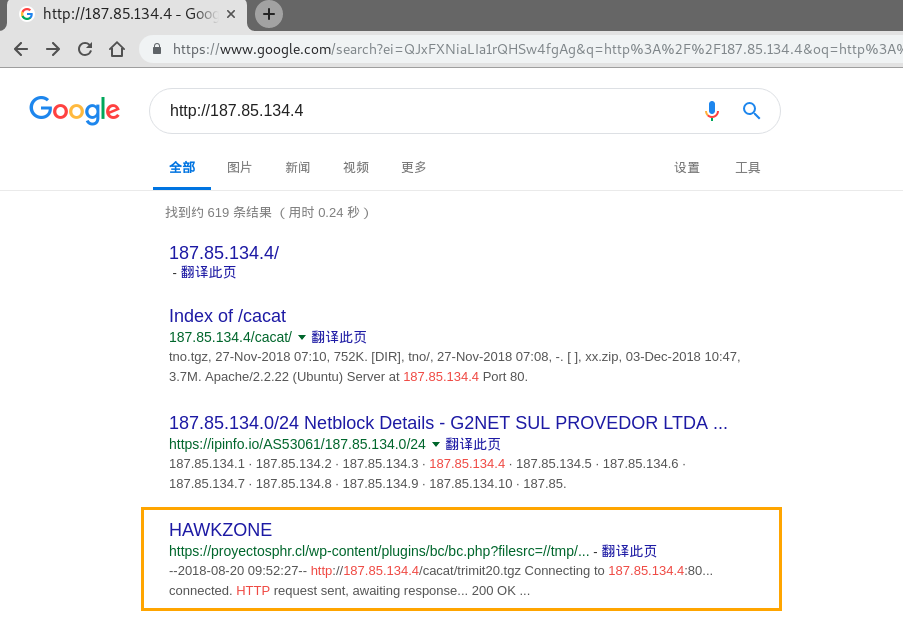 http://187.85.134.4 - Goog
https://www.google.com/search?ei=QJxFXNiaLIa1rQHSw4fgAg&q=http%3A%2F%2F187.85.134.4&oq=http%3A%
Google
http://187.85.134.4
全部 图片 新闻 视频 更多 设置 工具
找到约 619 条结果 （用时 0.24 秒）
187.85.134.4/
- 翻译此页
Index of /cacat
187.85.134.4/cacat/ 翻译此页
tno.tgz, 27-Nov-2018 07:10, 752K. [DIR], tno/, 27-Nov-2018 07:08, -. [ ], xx.zip, 03-Dec-2018 10:47,
3.7M. Apache/2.2.22 (Ubuntu) Server at 187.85.134.4 Port 80.
187.85.134.0/24 Netblock Details - G2NET SUL PROVEDOR LTDA ...
https://ipinfo.io/AS53061/187.85.134.0/24 翻译此页
187.85.134.1 · 187.85.134.2 · 187.85.134.3 · 187.85.134.4 · 187.85.134.5 · 187.85.134.6 ·
187.85.134.7 · 187.85.134.8 · 187.85.134.9 · 187.85.134.10 · 187.85.
HAWKZONE
https://proyectosphr.cl/wp-content/plugins/bc/bc.php?filesrc=//tmp/... - 翻译此页
--2018-08-20 09:52:27-- http://187.85.134.4/cacat/trimit20.tgz Connecting to 187.85.134.4:80...
connected. HTTP request sent, awaiting response... 200 OK ...